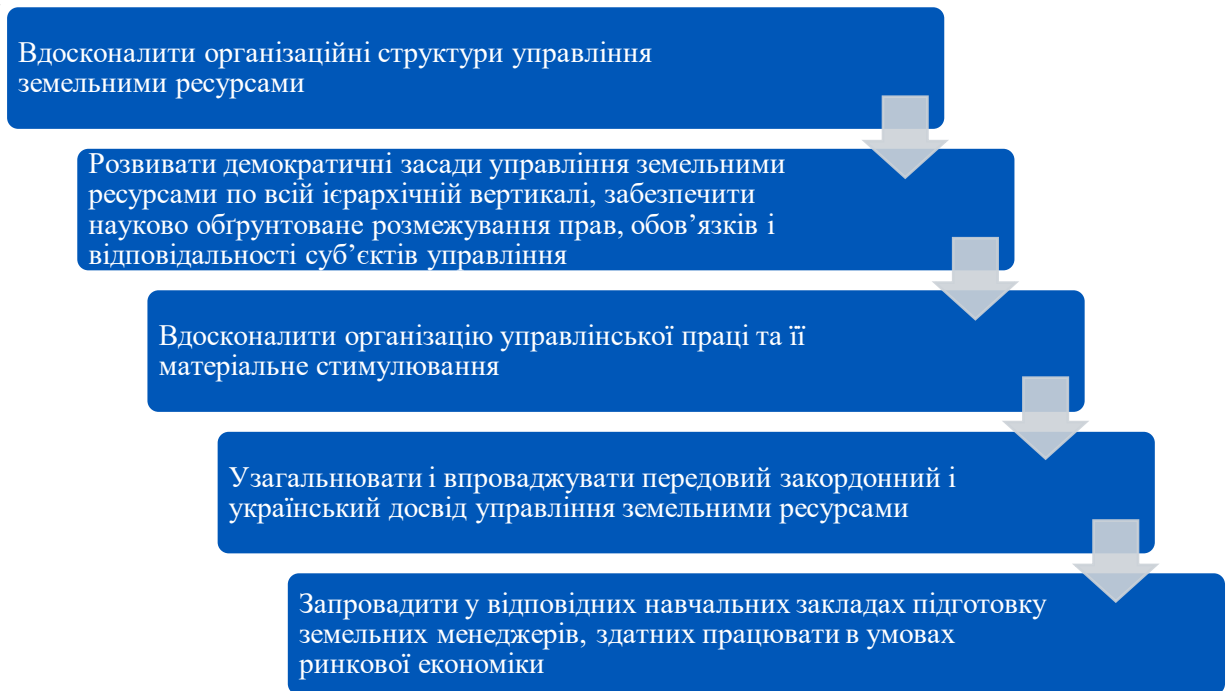 Вдосконалити організаційні структури управління
земельними ресурсами
Розвивати демократичні засади управління земельними
ресурсами по всій ієрархічній вертикалі, забезпечити
науково обґрунтоване розмежування прав, обов’язків і
відповідальності суб’єктів управління
Вдосконалити організацію управлінської праці та її
матеріальне стимулювання
Узагальнювати і впроваджувати передовий закордонний і
український досвід управління земельними ресурсами
Запровадити у відповідних навчальних закладах підготовку
земельних менеджерів, здатних працювати в умовах
ринкової економіки